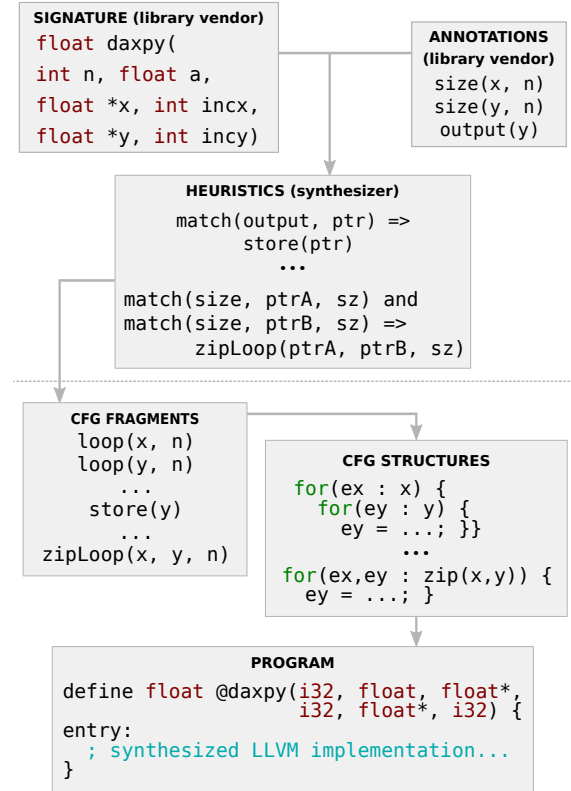 SIGNATURE (library vendor)
float daxpy(
int n, float a,
float *x, int incx,
float *y, int incy)
ANNOTATIONS
(library vendor)
size(x, n)
size(y, n)
output(y)
HEURISTICS (synthesizer)
match(output, ptr) =>
store(ptr)
...
match(size, ptrA, sz) and
match(size, ptrB, sz) =>
zipLoop(ptrA, ptrB, sz)
CFG FRAGMENTS
loop(x, n)
loop(y, n)
...
store(y)
...
zipLoop(x, y, n)
CFG STRUCTURES
for(ex : x) {
for(ey : y) {
ey = ...; }}
...
for(ex,ey : zip(x,y)) {
ey = ...; }
PROGRAM
define float @daxpy(i32, float, float*,
i32, float*, i32) {
entry:
; synthesized LLVM implementation...
}